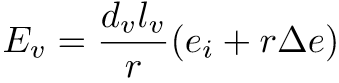 $E_v = \frac{d_v l_v}{r}(e_i + r\Delta e)$